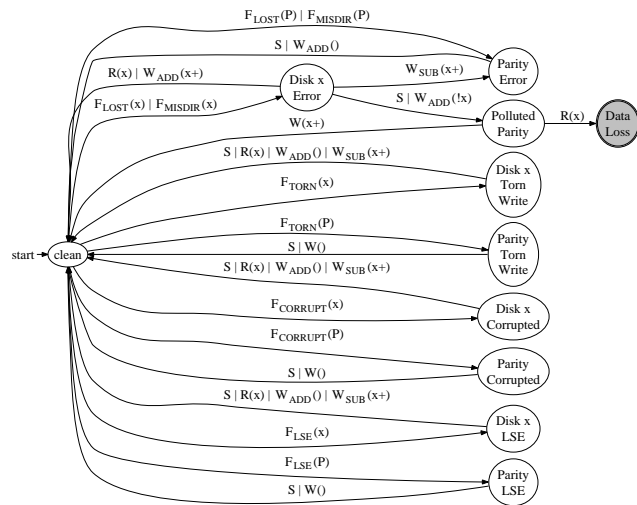 F_LOST(P) | F_MISDIR(P)
S | W_ADD()
R(x) | W_ADD(x+)
F_LOST(x) | F_MISDIR(x)
Disk x
Error
W_SUB(x+)
Parity
Error
S | W_ADD(!x)
W(x+)
Polluted
Parity
R(x)
Data
Loss
S | R(x) | W_ADD() | W_SUB(x+)
F_TORN(x)
Disk x
Torn
Write
start
clean
F_TORN(P)
S | W()
Parity
Torn
Write
S | R(x) | W_ADD() | W_SUB(x+)
F_CORRUPT(x)
Disk x
Corrupted
F_CORRUPT(P)
S | W()
Parity
Corrupted
S | R(x) | W_ADD() | W_SUB(x+)
F_LSE(x)
Disk x
LSE
F_LSE(P)
S | W()
Parity
LSE